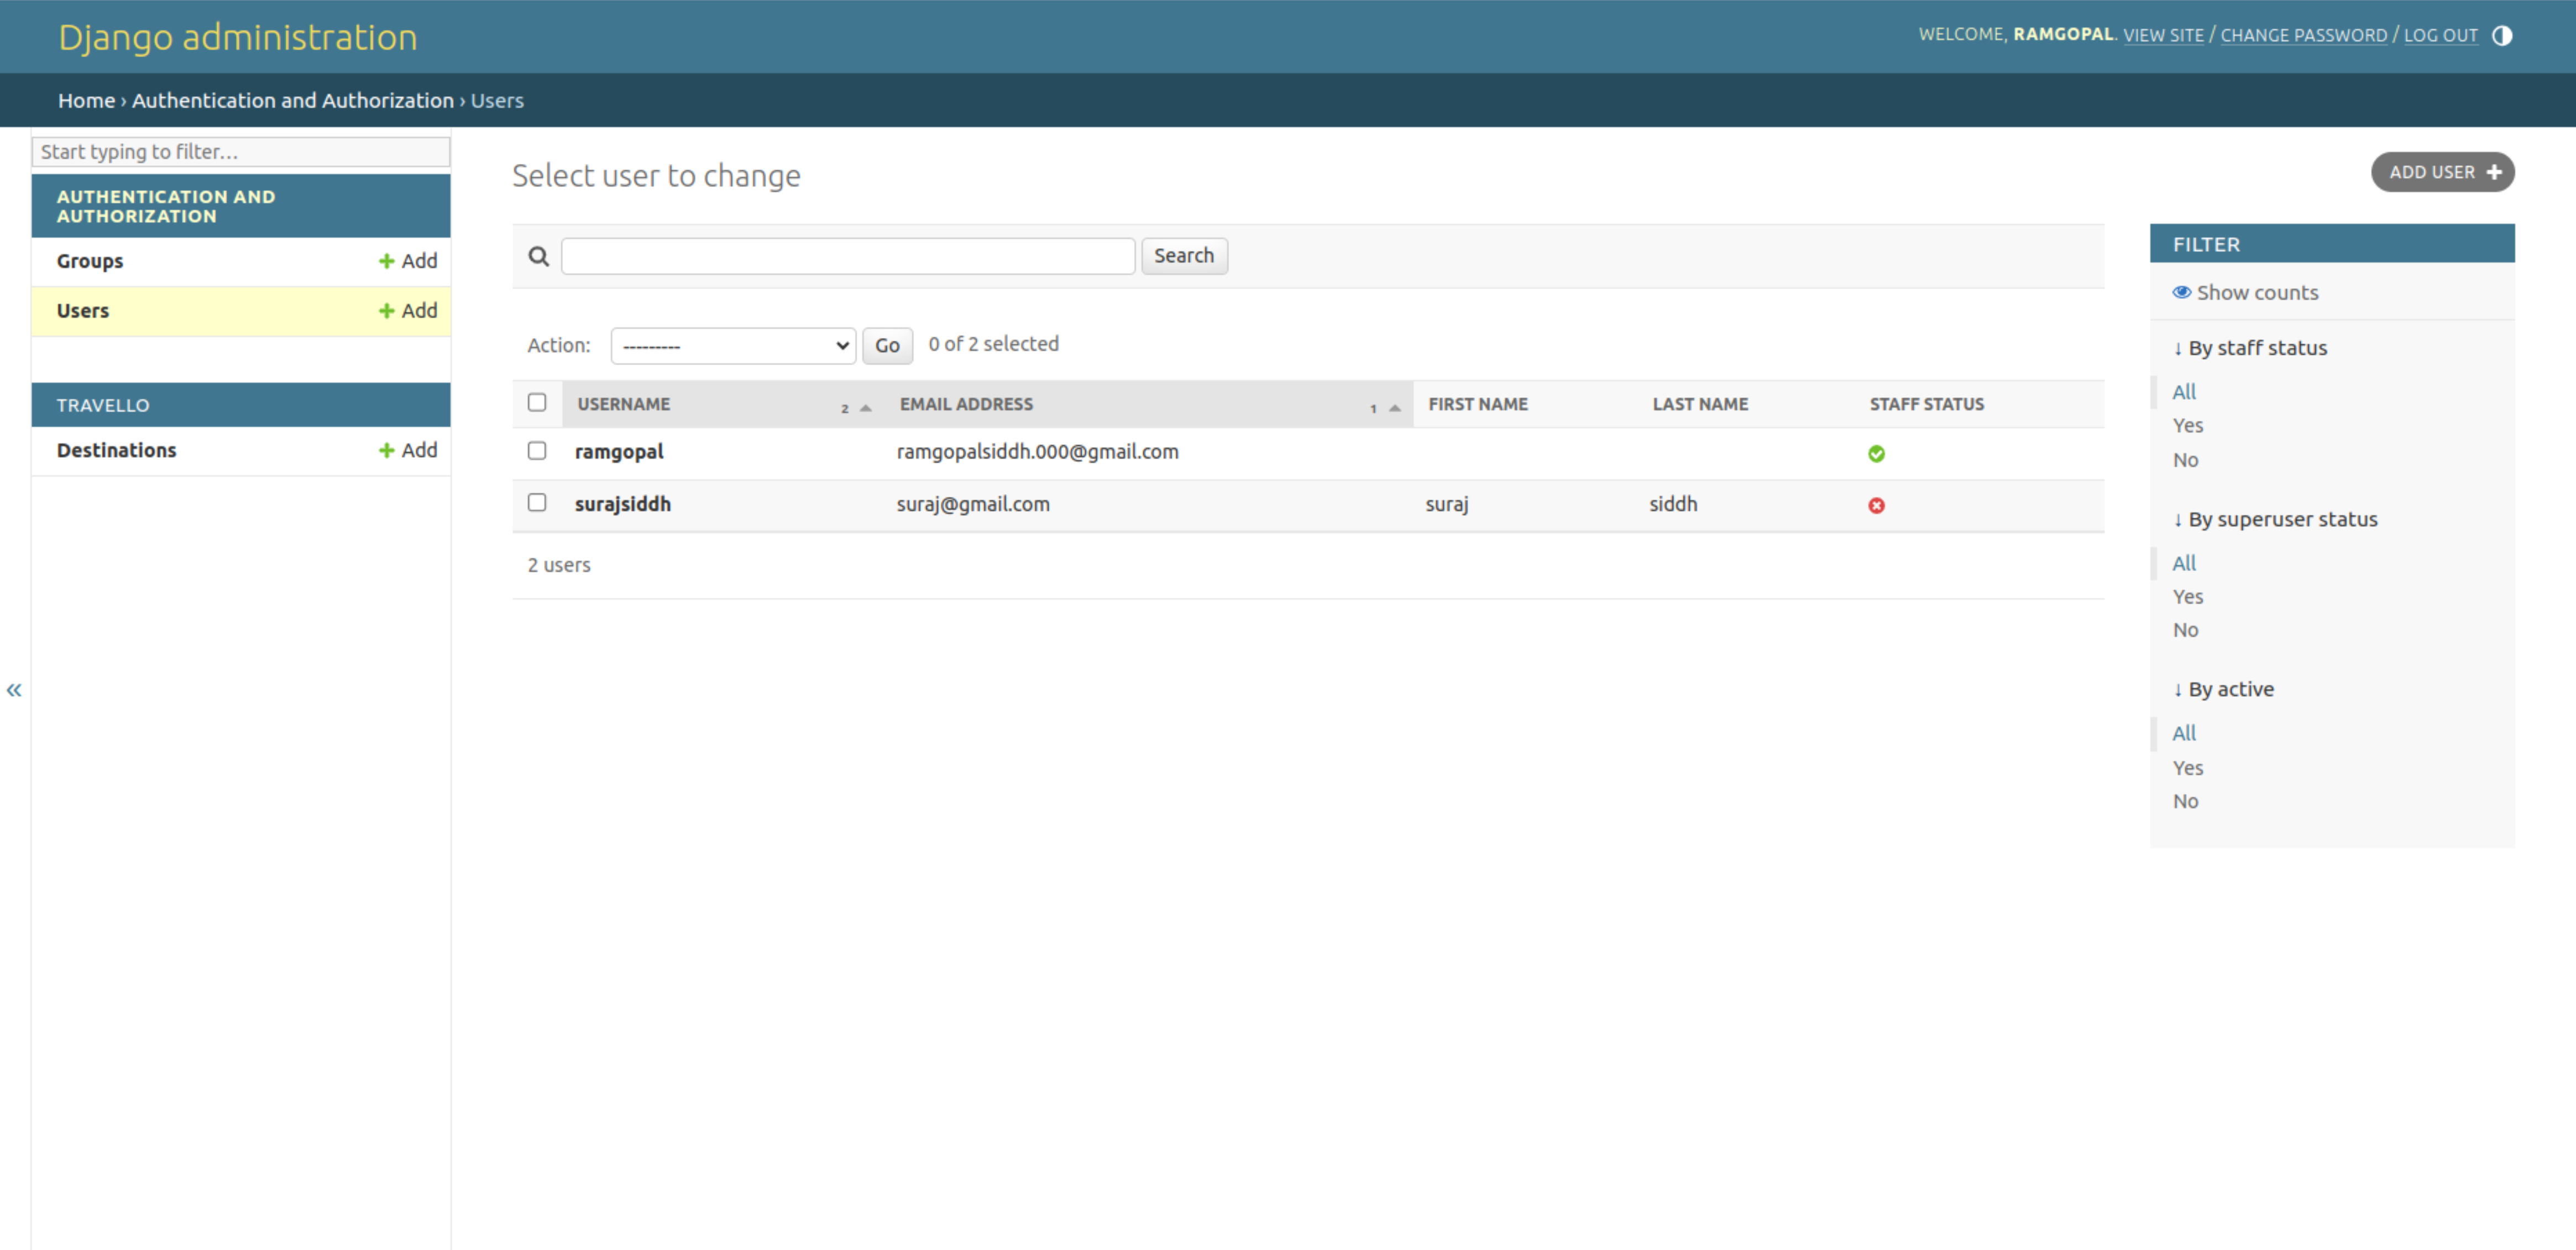 Django administration
WELCOME, RAMGOPAL. VIEW SITE / CHANGE PASSWORD / LOG OUT
Home › Authentication and Authorization › Users
Start typing to filter...
AUTHENTICATION AND
AUTHORIZATION
Groups + Add
Users + Add
TRAVELLO
Destinations + Add
«
Select user to change
ADD USER +
Search
Action: --------- Go 0 of 2 selected
USERNAME 2 EMAIL ADDRESS 1 FIRST NAME LAST NAME STAFF STATUS
ramgopal ramgopalsiddh.000@gmail.com
surajsiddh suraj@gmail.com suraj siddh
2 users
FILTER
Show counts
↓ By staff status
All
Yes
No
↓ By superuser status
All
Yes
No
↓ By active
All
Yes
No